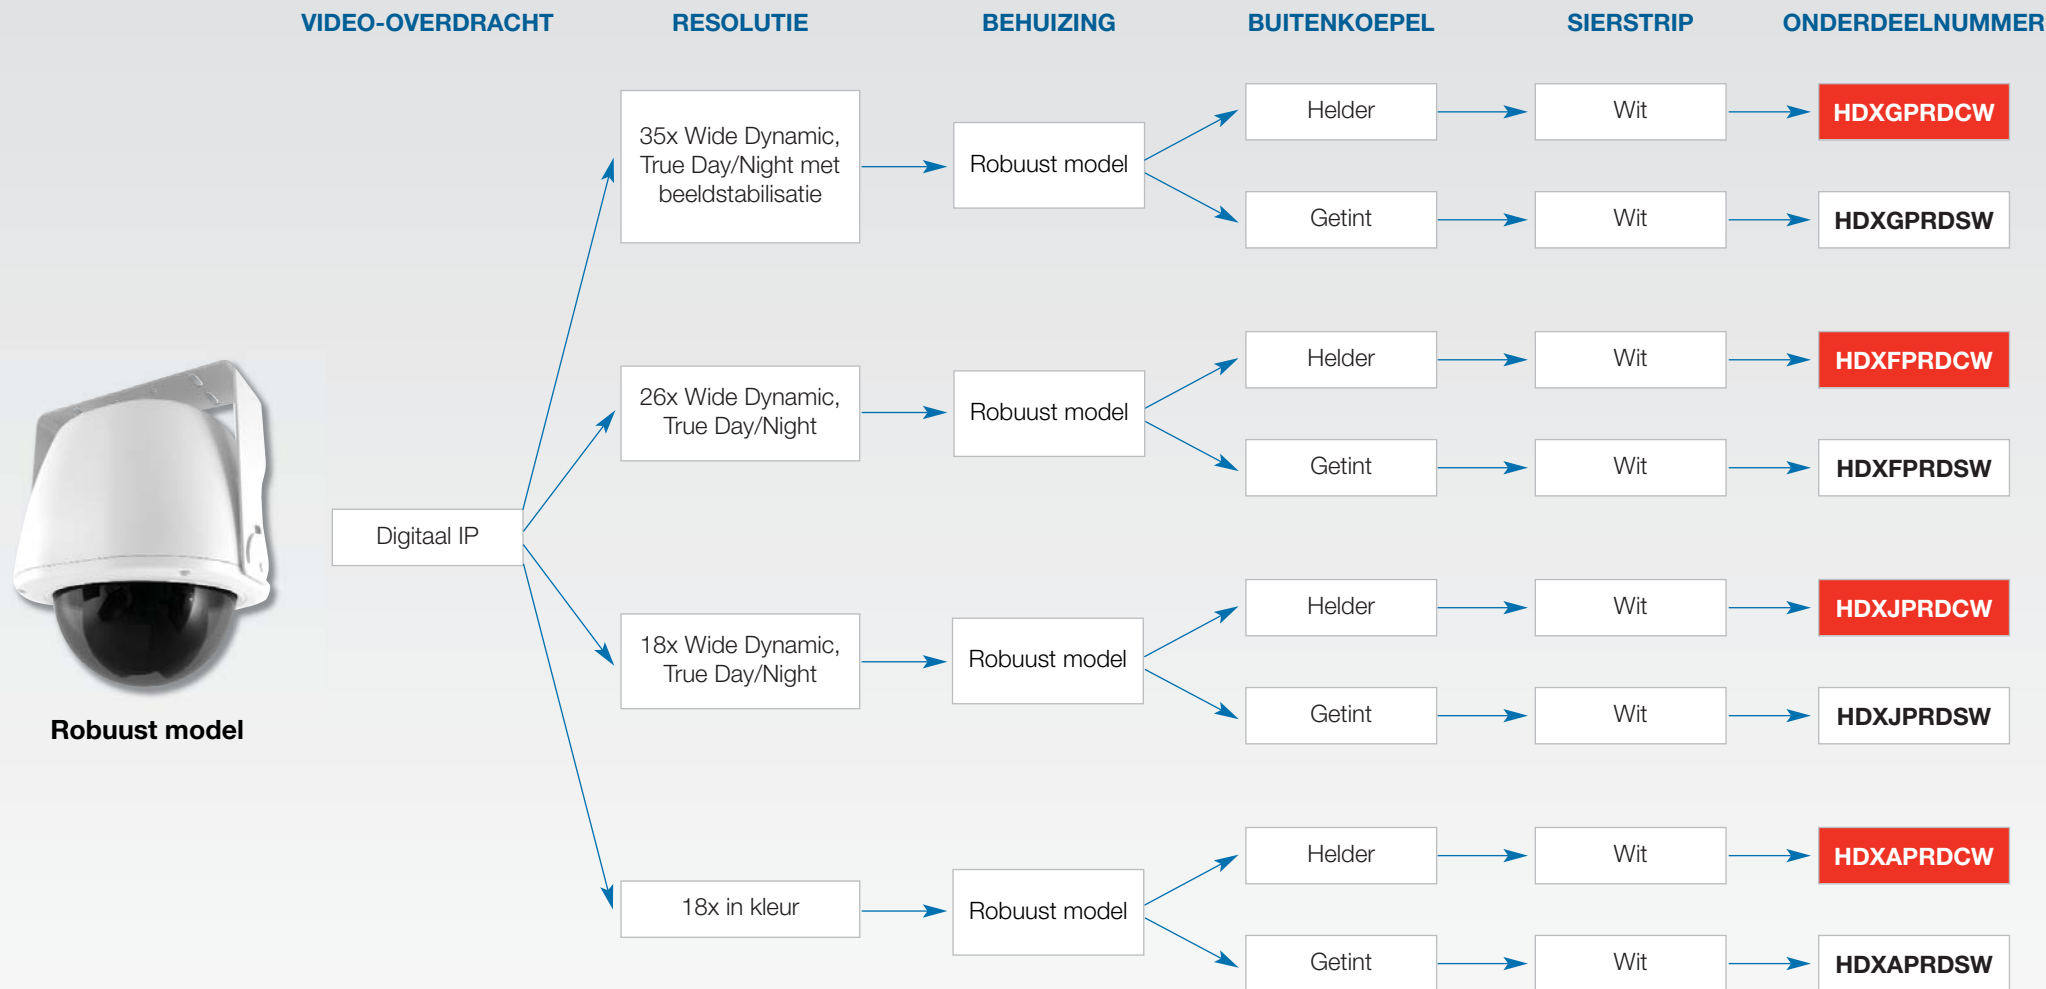 VIDEO-OVERDRACHT RESOLUTIE BEHUIZING BUITENKOEPEL SIERSTRIP ONDERDEELNUMMER
35x Wide Dynamic,
True Day/Night met
beeldstabilisatie
Robuust model
Helder Wit HDXGPRDCW
Getint Wit HDXGPRDSW
26x Wide Dynamic,
True Day/Night
Robuust model
Helder Wit HDXFPRDCW
Getint Wit HDXFPRDSW
Digitaal IP
18x Wide Dynamic,
True Day/Night
Robuust model
Helder Wit HDXJPRDCW
Getint Wit HDXJPRDSW
Robuust model
18x in kleur
Robuust model
Helder Wit HDXAPRDCW
Getint Wit HDXAPRDSW